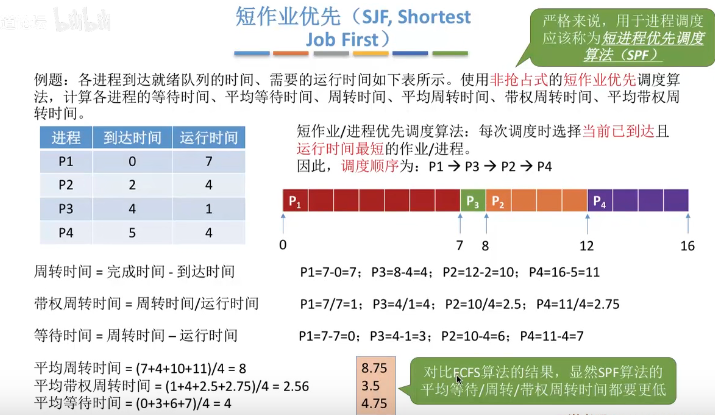 短作业优先（SJF, Shortest
Job First）
严格来说，用于进程调度
应该称为短进程优先调度
算法（SPF）
例题：各进程到达就绪队列的时间、需要的运行时间如下表所示。使用非抢占式的短作业优先调度算
法，计算各进程的等待时间、平均等待时间、周转时间、平均周转时间、带权周转时间、平均带权周
转时间。
进程 到达时间 运行时间
P1 0 7
P2 2 4
P3 4 1
P4 5 4
短作业/进程优先调度算法：每次调度时选择当前已到达且
运行时间最短的作业/进程。
因此，调度顺序为：P1 → P3 → P2 → P4
P1 P3 P2 P4
0 7 8 12 16
周转时间 = 完成时间 - 到达时间 P1=7-0=7；P3=8-4=4；P2=12-2=10；P4=16-5=11
带权周转时间 = 周转时间/运行时间 P1=7/7=1；P3=4/1=4；P2=10/4=2.5；P4=11/4=2.75
等待时间 = 周转时间 – 运行时间 P1=7-7=0；P3=4-1=3；P2=10-4=6；P4=11-4=7
平均周转时间 = (7+4+10+11)/4 = 8 8.75
平均带权周转时间 = (1+4+2.5+2.75)/4 = 2.56 3.5
平均等待时间 = (0+3+6+7)/4 = 4 4.75
对比FCFS算法的结果，显然SPF算法的
平均等待/周转/带权周转时间都要更低